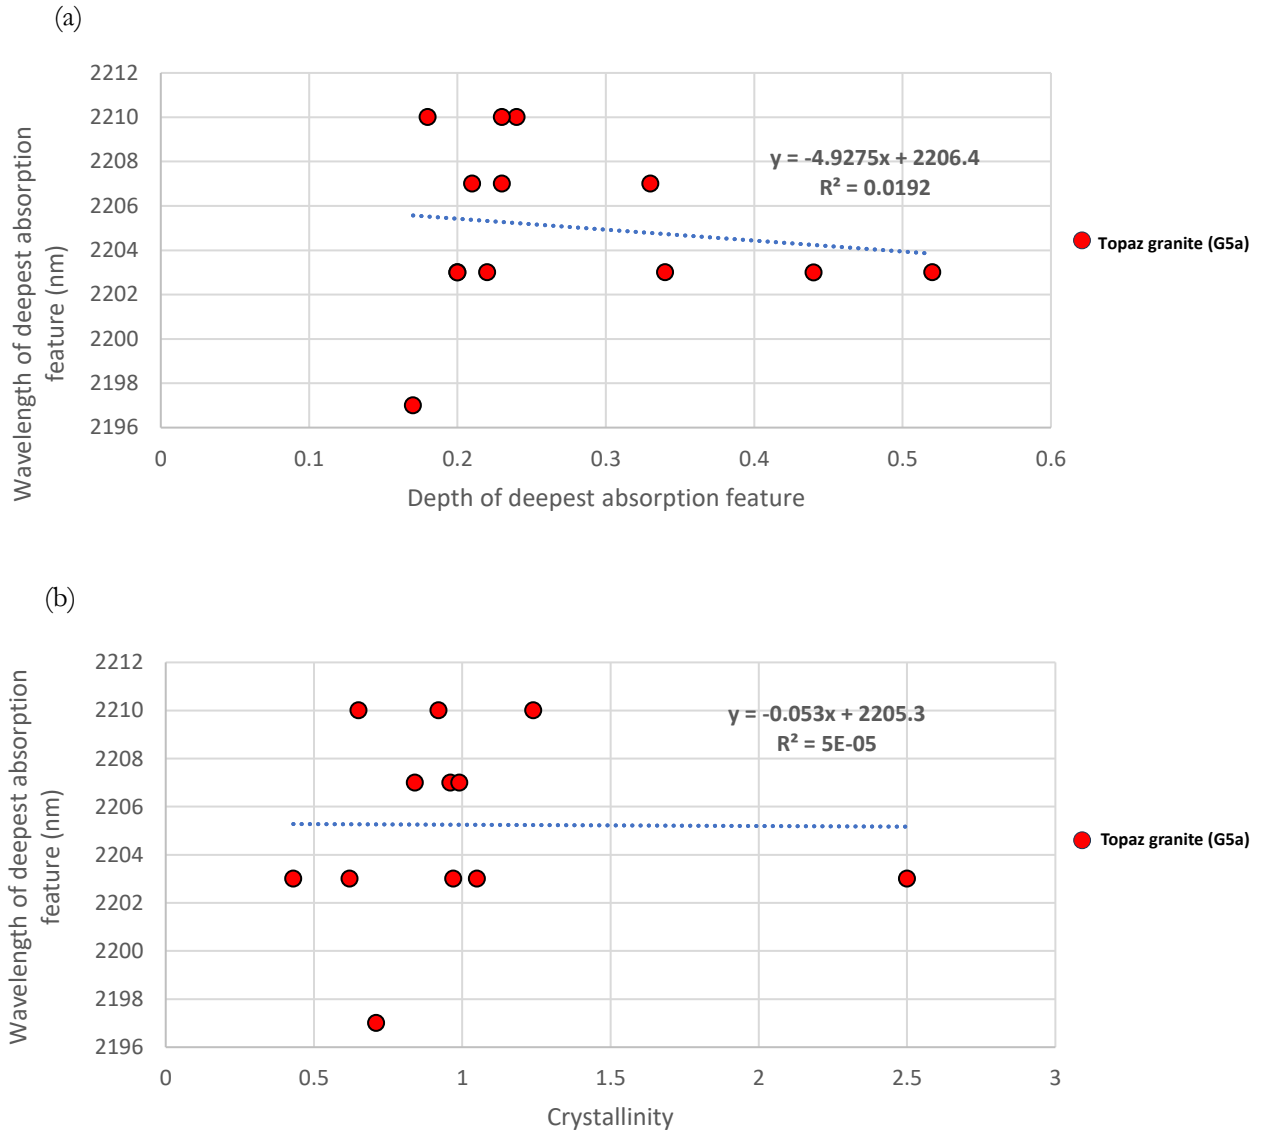 (a)
2212
2210
2208
2206
2204
2202
2200
2198
2196
Wavelength of deepest absorption
feature (nm)
y = -4.9275x + 2206.4
R² = 0.0192
Topaz granite (G5a)
0 0.1 0.2 0.3 0.4 0.5 0.6
Depth of deepest absorption feature
(b)
2212
2210
2208
2206
2204
2202
2200
2198
2196
Wavelength of deepest absorption
feature (nm)
y = -0.053x + 2205.3
R² = 5E-05
Topaz granite (G5a)
0 0.5 1 1.5 2 2.5 3
Crystallinity